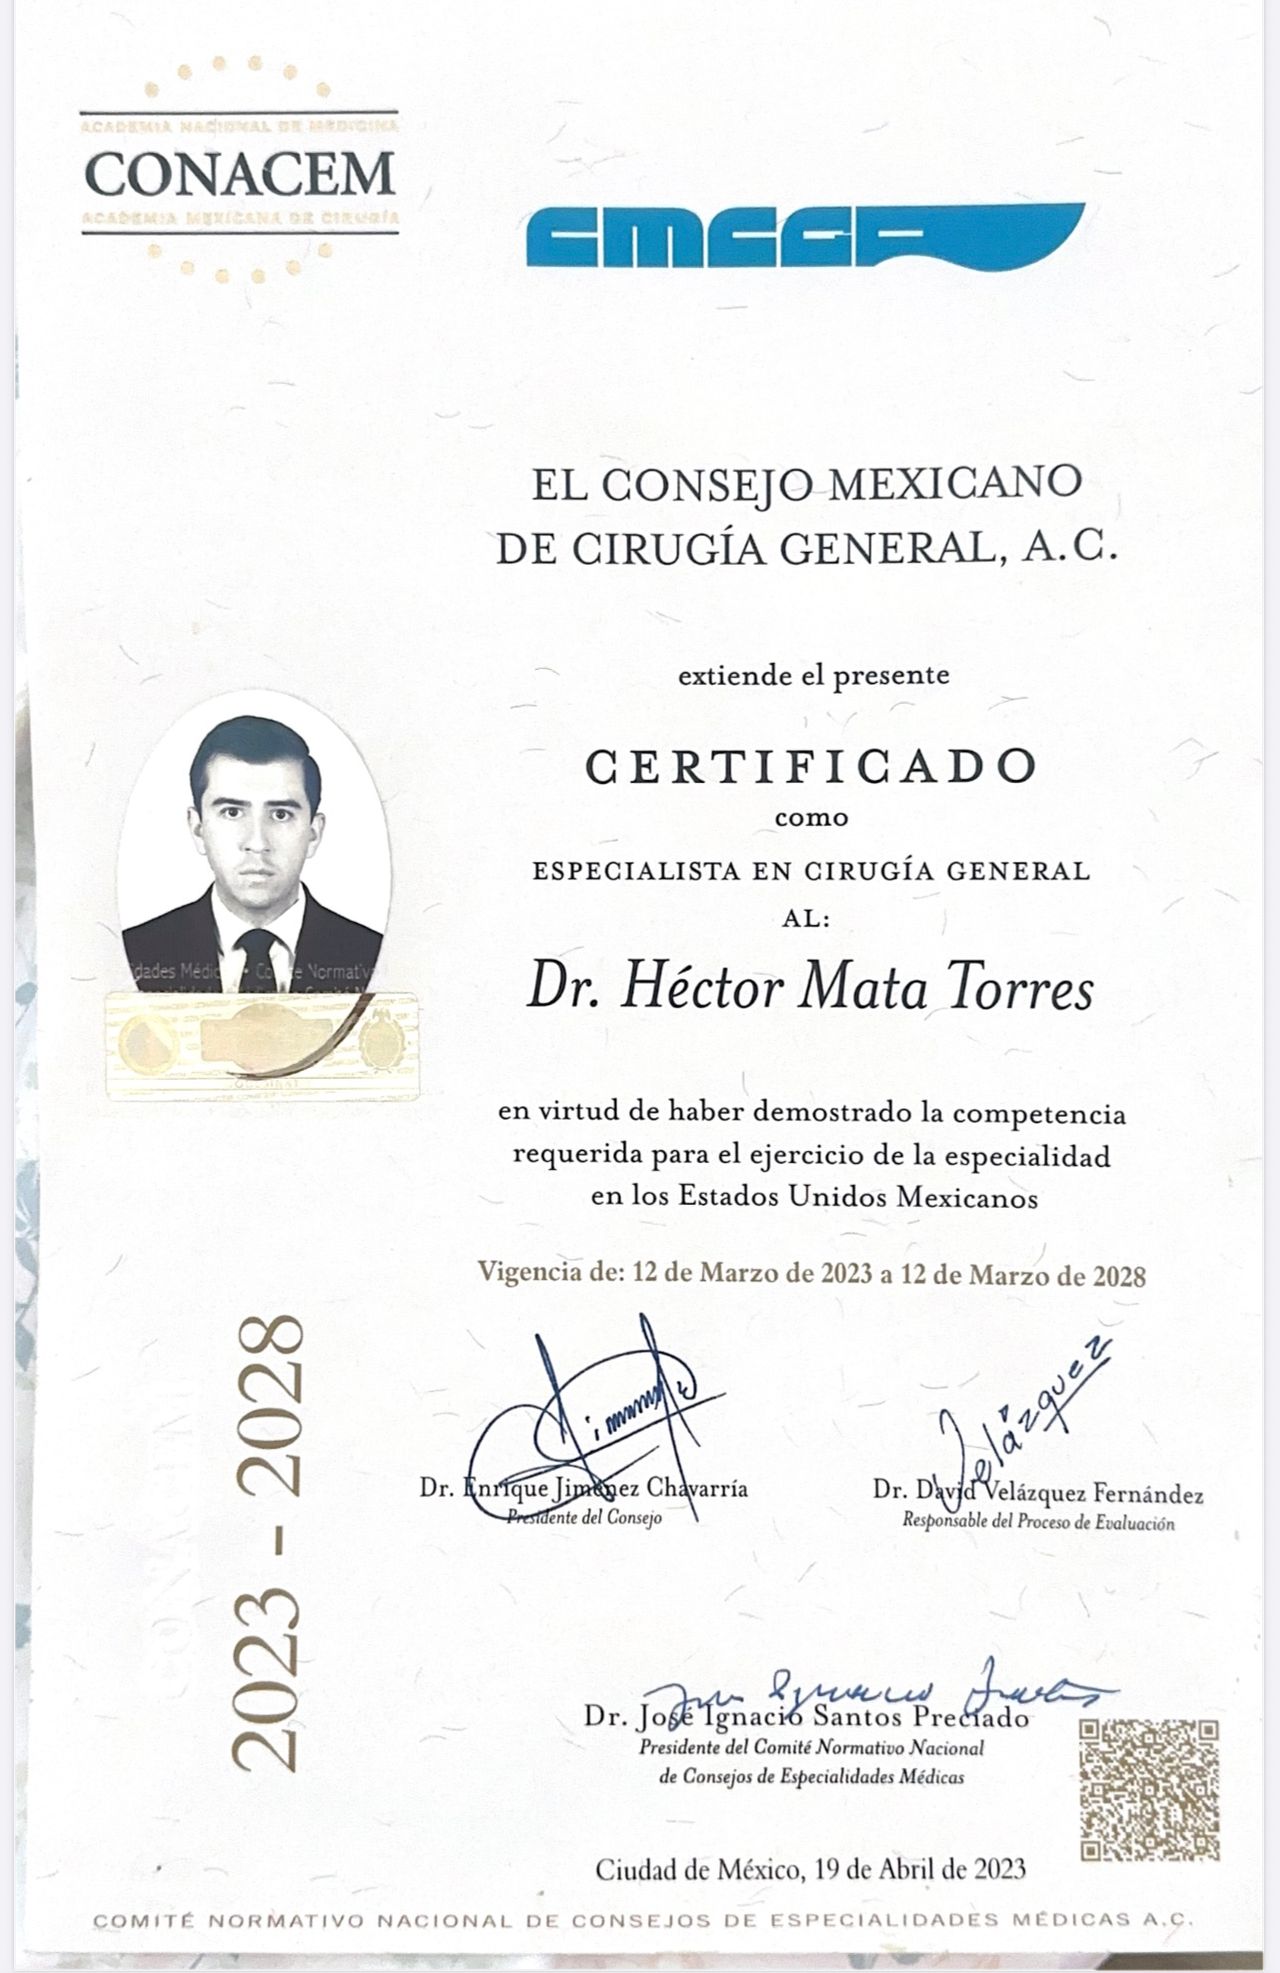 ACADEMIA NACIONAL DE MEDICINA
CONACEM
ACADEMIA MEXICANA DE CIRUGÍA
CMCG
EL CONSEJO MEXICANO
DE CIRUGÍA GENERAL, A.C.
extiende el presente
CERTIFICADO
como
ESPECIALISTA EN CIRUGÍA GENERAL
AL:
Dr. Héctor Mata Torres
dades Médic • Co te Normativ
en virtud de haber demostrado la competencia
requerida para el ejercicio de la especialidad
en los Estados Unidos Mexicanos
Vigencia de: 12 de Marzo de 2023 a 12 de Marzo de 2028
2023 - 2028
Velázquez
Dr. Enrique Jiménez Chavarría
Presidente del Consejo
Dr. David Velázquez Fernández
Responsable del Proceso de Evaluación
Dr. José Ignacio Santos Preciado
Presidente del Comité Normativo Nacional
de Consejos de Especialidades Médicas
Ciudad de México, 19 de Abril de 2023
COMITÉ NORMATIVO NACIONAL DE CONSEJOS DE ESPECIALIDADES MÉDICAS A.C.